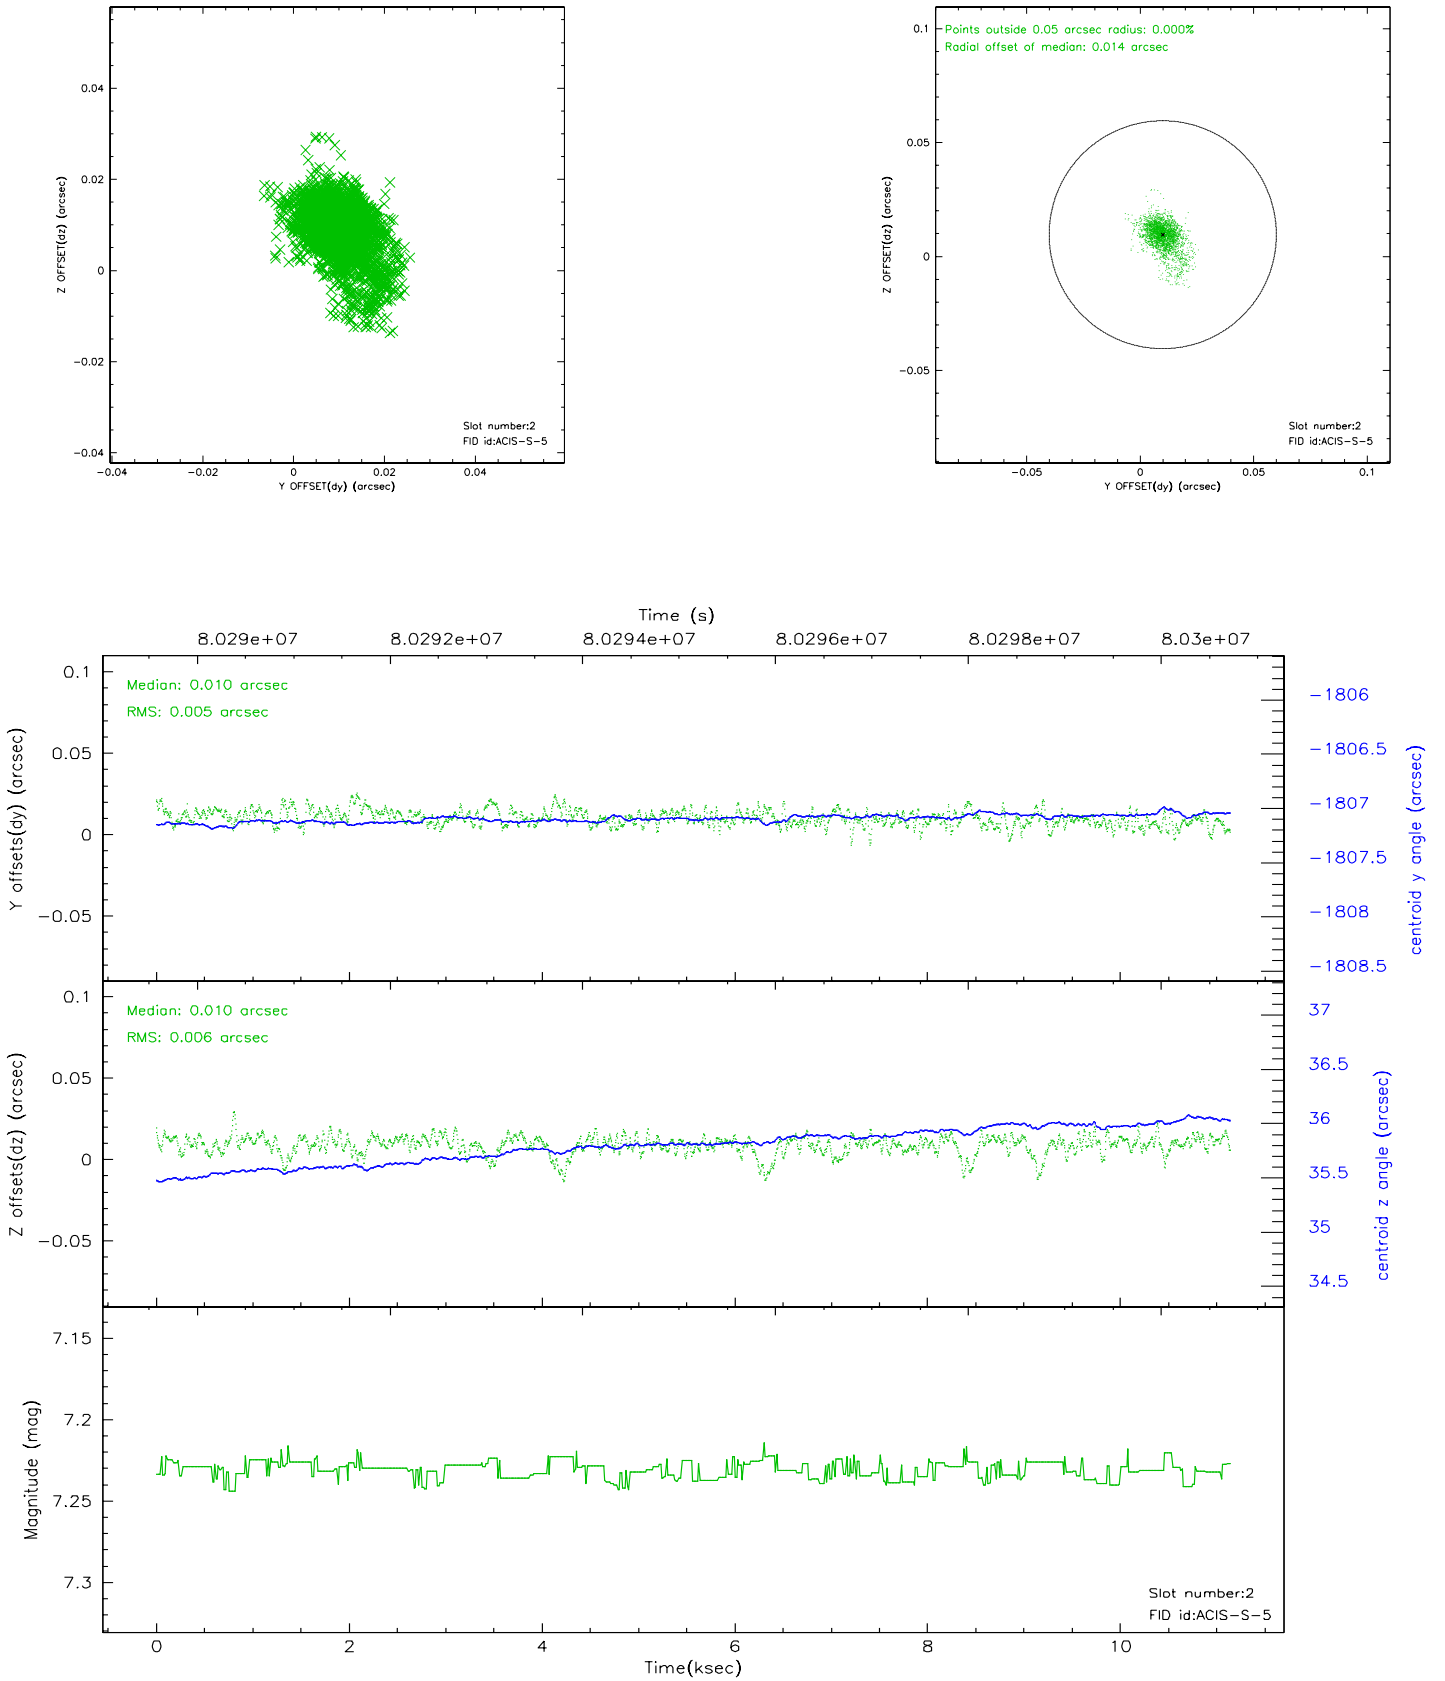 0.04
0.02
0
−0.02
−0.04
Z OFFSET(dz) (arcsec)
Slot number:2
FID id:ACIS−S−5
−0.04
−0.02
0
0.02
0.04
Y OFFSET(dy) (arcsec)
Points outside 0.05 arcsec radius: 0.000%
Radial offset of median: 0.014 arcsec
0.1
0.05
0
−0.05
Z OFFSET(dz) (arcsec)
Slot number:2
FID id:ACIS−S−5
−0.05
0
0.05
0.1
Y OFFSET(dy) (arcsec)
Time (s)
8.029e+07
8.0292e+07
8.0294e+07
8.0296e+07
8.0298e+07
8.03e+07
Median: 0.010 arcsec
RMS: 0.005 arcsec
0.1
0.05
0
−0.05
Y offsets(dy) (arcsec)
−1806
−1806.5
−1807
−1807.5
−1808
−1808.5
centroid y angle (arcsec)
Median: 0.010 arcsec
RMS: 0.006 arcsec
0.1
0.05
0
−0.05
Z offsets(dz) (arcsec)
37
36.5
36
35.5
35
34.5
centroid z angle (arcsec)
7.15
7.2
7.25
7.3
Magnitude (mag)
Slot number:2
FID id:ACIS−S−5
0
2
4
6
8
10
Time(ksec)